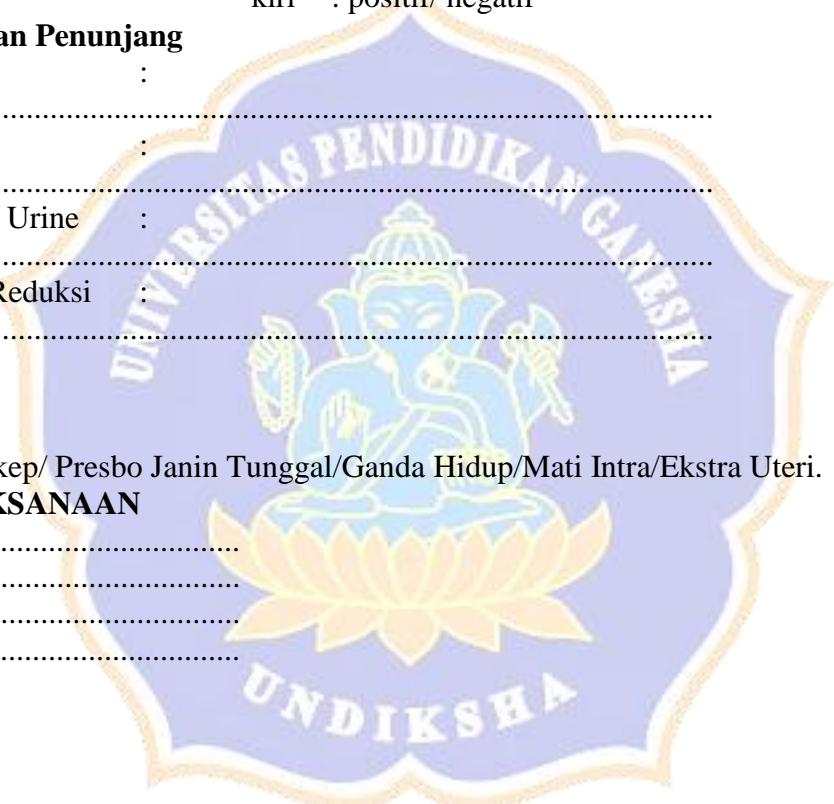 kiri : positif/ negatif
an Penunjang
:
........................................................................................
:
........................................................................................
Urine :
........................................................................................
Reduksi :
........................................................................................
kep/ Presbo Janin Tunggal/Ganda Hidup/Mati Intra/Ekstra Uteri.
KSANAAN
..............................
..............................
..............................
..............................
UNIVERSITAS PENDIDIKAN GANESHA
UNDIKSHA